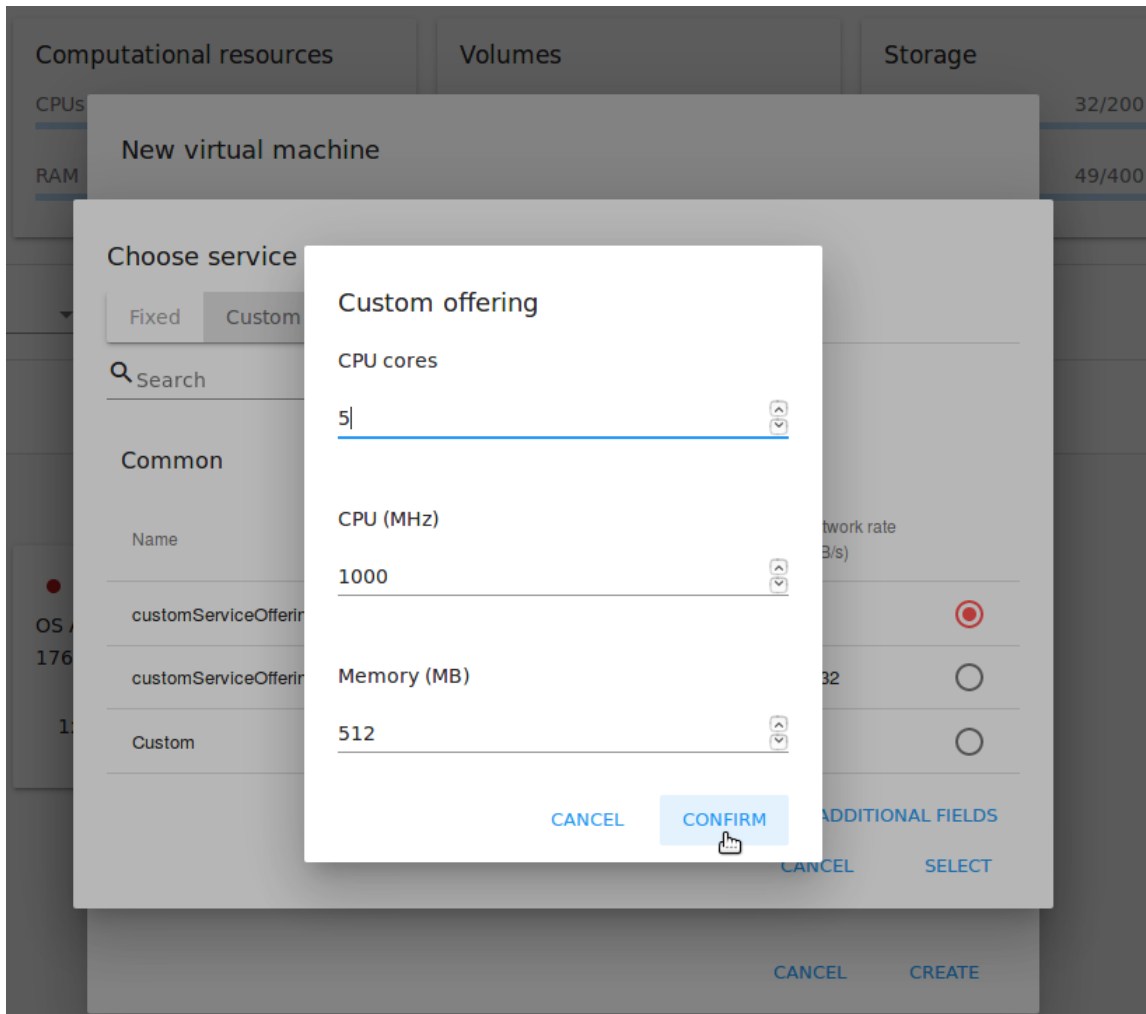 Computational resources
Volumes
Storage
CPUs
32/200
RAM
49/400
New virtual machine
Choose service
Fixed
Custom
Search
Common
Name
twork rate
B/s)
customServiceOfferin
customServiceOfferin
32
Custom
OS
176
ADDITIONAL FIELDS
CANCEL
SELECT
CANCEL
CREATE
Custom offering
CPU cores
5
CPU (MHz)
1000
Memory (MB)
512
CANCEL
CONFIRM